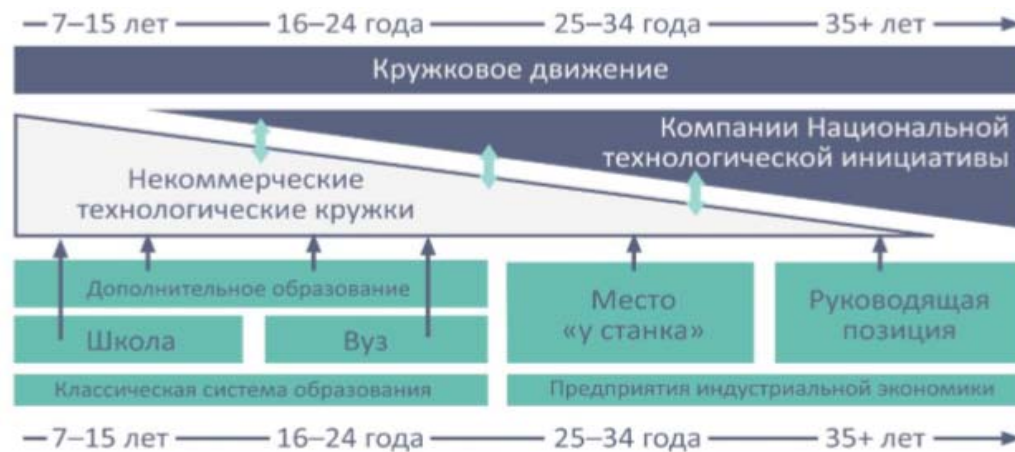 7–15 лет 16–24 года 25–34 года 35+ лет
Кружковое движение
Компании Национальной
технологической инициативы
Некоммерческие
технологические кружки
Дополнительное образование
Школа
Вуз
Место
«у станка»
Руководящая
позиция
Классическая система образования
Предприятия индустриальной экономики
7–15 лет 16–24 года 25–34 года 35+ лет